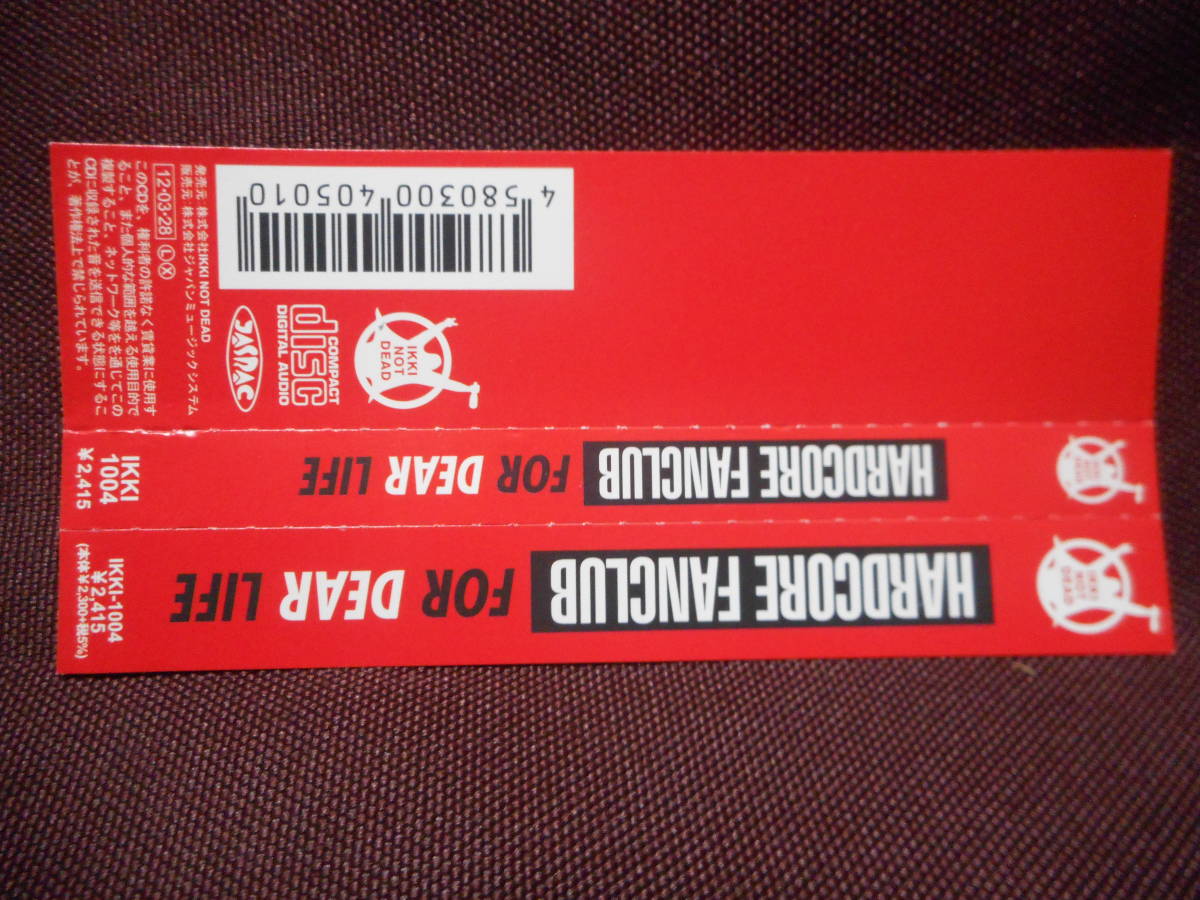 4 580300 405010
発売元 株式会社IKKI NOT DEAD
販売元 株式会社ジャパンミュージックシステム
12・03・28 Ⓛ Ⓧ
このCDを、権利者の許諾なく賃貸業に使用す
ること、また個人的な範囲を越える使用目的で
複製すること、ネットワーク等をを通じてこの
CDに収録された音を送信できる状態にするこ
とが、著作権法上で禁じられています。
JASRAC
COMPACT
disc
DIGITAL AUDIO
IKKI
NOT
DEAD
IKKI
NOT
DEAD
HARDCORE FANCLUB
FOR DEAR LIFE
IKKI
1004
¥2,415
IKKI
NOT
DEAD
HARDCORE FANCLUB
FOR DEAR LIFE
IKKI-1004
¥2,415
(本体¥2,300+税5%)